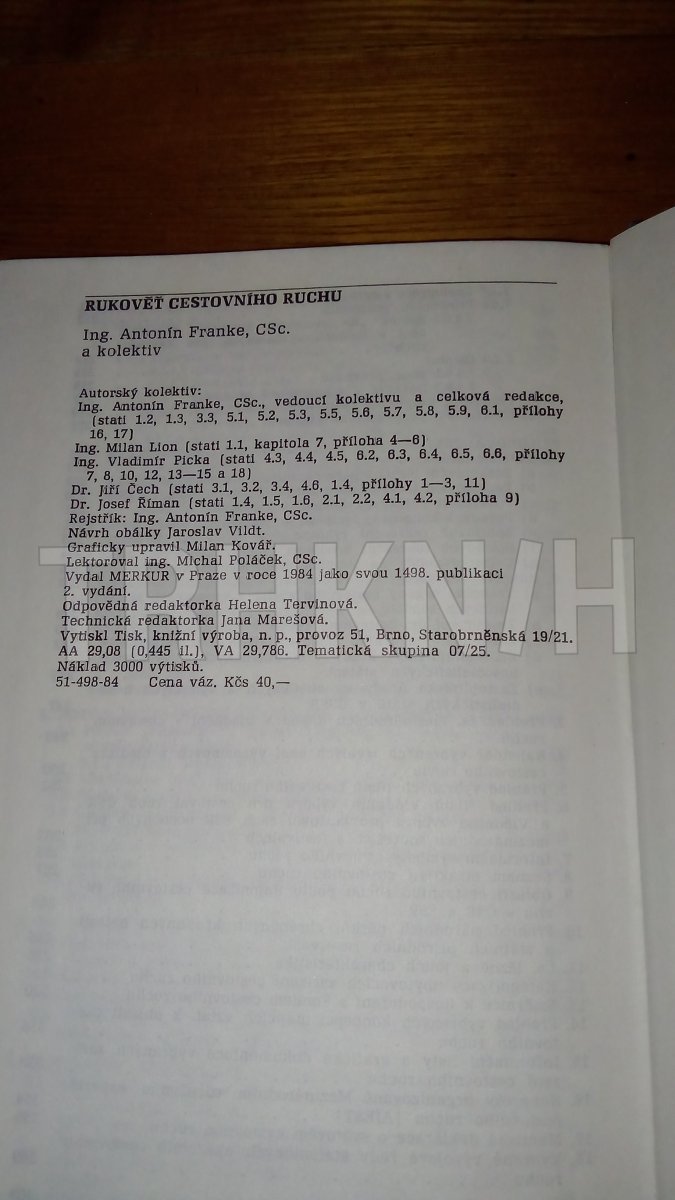 RUKOVĚŤ CESTOVNÍHO RUCHU
Ing. Antonín Franke, CSc.
a kolektiv
Autorský kolektiv:
Ing. Antonín Franke, CSc., vedoucí kolektivu a celková redakce,
(stati 1.2, 1.3, 3.3, 5.1, 5.2, 5.3, 5.5, 5.6, 5.7, 5.8, 5.9, 6.1, přílohy
16, 17)
Ing. Milan Lion (stati 1.1, kapitola 7, příloha 4—6)
Ing. Vladimír Picka (stati 4.3, 4.4, 4.5, 6.2, 6.3, 6.4, 6.5, 6.6, přílohy
7, 8, 10, 12, 13—15 a 18)
Dr. Jiří Čech (stati 3.1, 3.2, 3.4, 4.6, 1.4, přílohy 1—3, 11)
Dr. Josef Říman (stati 1.4, 1.5, 1.6, 2.1, 2.2, 4.1, 4.2, příloha 9)
Rejstřík: Ing. Antonín Franke, CSc.
Návrh obálky Jaroslav Vildt.
Graficky upravil Milan Kovář.
Lektoroval ing. Michal Poláček, CSc.
Vydal MERKUR v Praze v roce 1984 jako svou 1498. publikaci
2. vydání.
Odpovědná redaktorka Helena Tervinová.
Technická redaktorka Jana Marešová.
Vytiskl Tisk, knižní výroba, n. p., provoz 51, Brno, Starobrněnská 19/21.
AA 29,08 (0,445 il.), VA 29,786. Tematická skupina 07/25.
Náklad 3000 výtisků.
51-498-84 Cena váz. Kčs 40,—